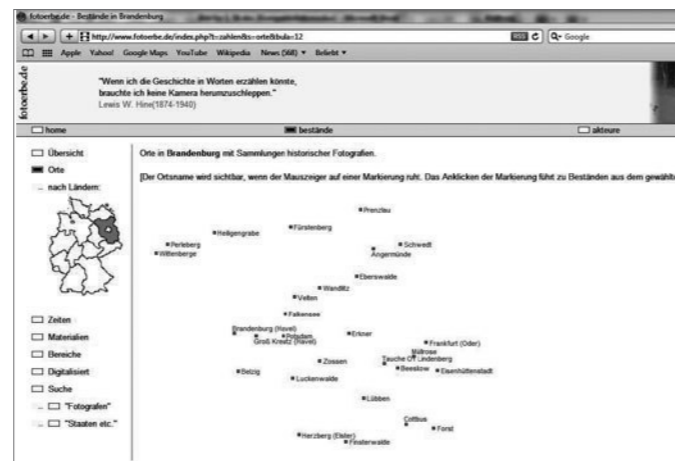 fotoerbe.de - Bestände in Brandenburg
http://www.fotoerbe.de/index.php?t=zahlen&s=orte&bula=12
RSS
Google
Apple Yahoo! Google Maps YouTube Wikipedia News (568) Beliebt
fotoerbe.de
"Wenn ich die Geschichte in Worten erzählen könnte,
brauchte ich keine Kamera herumzuschleppen."
Lewis W. Hine(1874-1940)
home
bestände
akteure
Übersicht
Orte
... nach Ländern:
Zeiten
Materialien
Bereiche
Digitalisiert
Suche
... "Fotografen"
... "Staaten etc."
Orte in Brandenburg mit Sammlungen historischer Fotografien.
[Der Ortsname wird sichtbar, wenn der Mauszeiger auf einer Markierung ruht. Das Anklicken der Markierung führt zu Beständen aus dem gewählte
Prenzlau
Fürstenberg
Heiligengrabe
Perleberg
Schwedt
Wittenberge
Angermünde
Eberswalde
Wandlitz
Velten
Falkensee
Brandenburg (Havel)
Potsdam
Erkner
Groß Kreutz (Havel)
Frankfurt (Oder)
Müllrose
Tauche OT Lindenberg
Zossen
Beeskow
Eisenhüttenstadt
Belzig
Luckenwalde
Lübben
Cottbus
Forst
Herzberg (Elster)
Finsterwalde